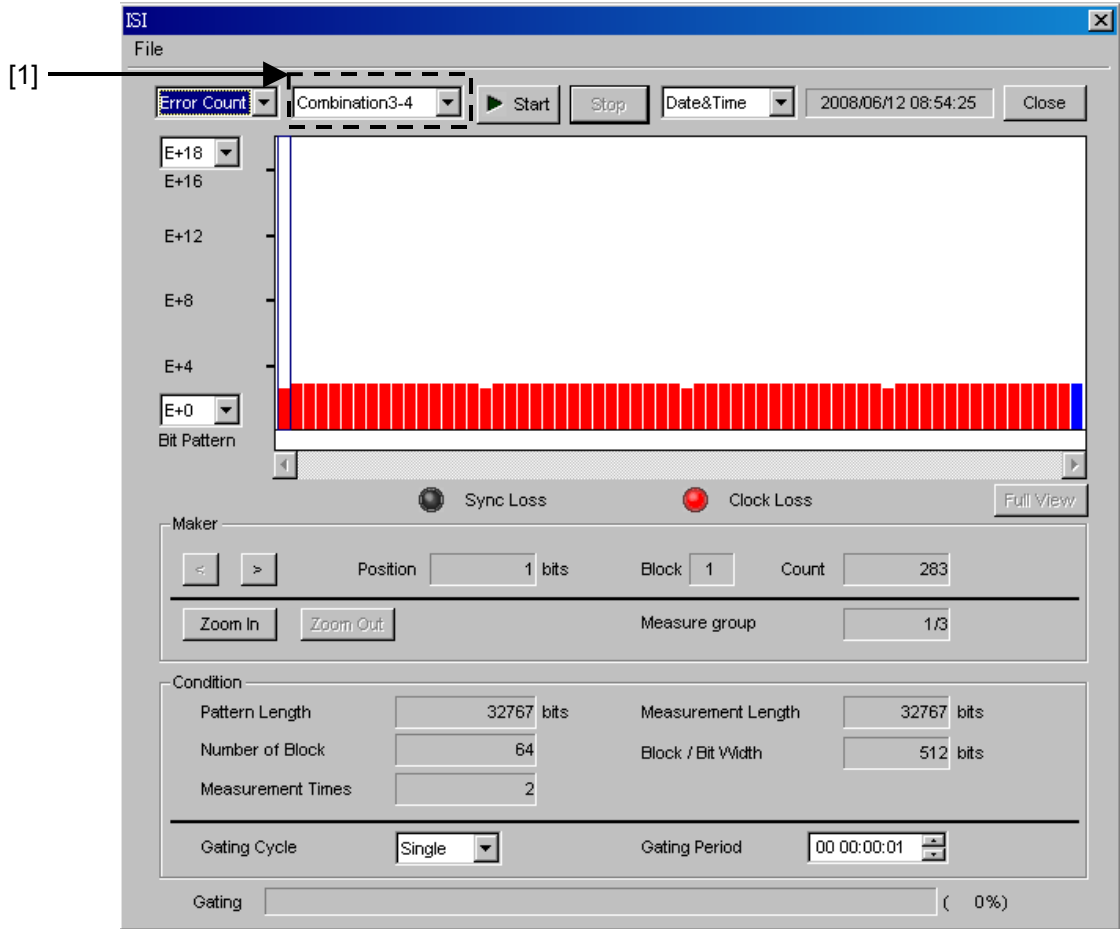 ISI
File
[1]
Error Count Combination3-4 Start Stop Date&Time 2008/06/12 08:54:25 Close
E+18
E+16
E+12
E+8
E+4
E+0
Bit Pattern
Sync Loss Clock Loss Full View
Maker
< > Position 1 bits Block 1 Count 283
Zoom In Zoom Out Measure group 1/3
Condition
Pattern Length 32767 bits Measurement Length 32767 bits
Number of Block 64 Block / Bit Width 512 bits
Measurement Times 2
Gating Cycle Single Gating Period 00 00:00:01
Gating ( 0%)